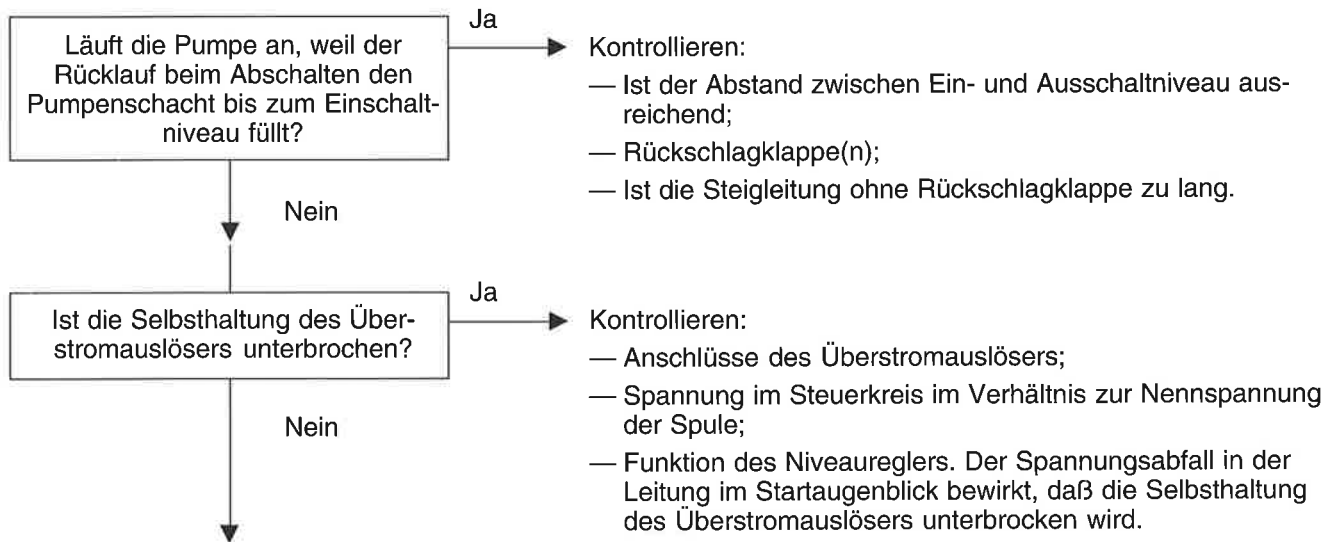 Läuft die Pumpe an, weil der
Rücklauf beim Abschalten den
Pumpenschacht bis zum Einschalt-
niveau füllt?
Ja
Kontrollieren:
— Ist der Abstand zwischen Ein- und Ausschaltniveau aus-
reichend;
— Rückschlagklappe(n);
— Ist die Steigleitung ohne Rückschlagklappe zu lang.
Nein
Ist die Selbsthaltung des Über-
stromauslösers unterbrochen?
Ja
Kontrollieren:
— Anschlüsse des Überstromauslösers;
— Spannung im Steuerkreis im Verhältnis zur Nennspannung
der Spule;
— Funktion des Niveaureglers. Der Spannungsabfall in der
Leitung im Startaugenblick bewirkt, daß die Selbsthaltung
des Überstromauslösers unterbrocken wird.
Nein